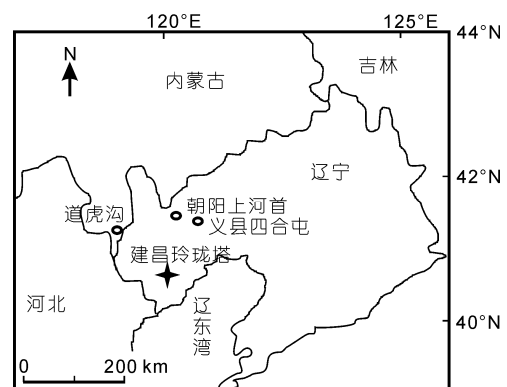 120°E 125°E
44°N
N
吉林
内蒙古
辽宁
42°N
道虎沟
朝阳上河首
义县四合屯
建昌玲珑塔
河北
辽东湾
40°N
0 200 km